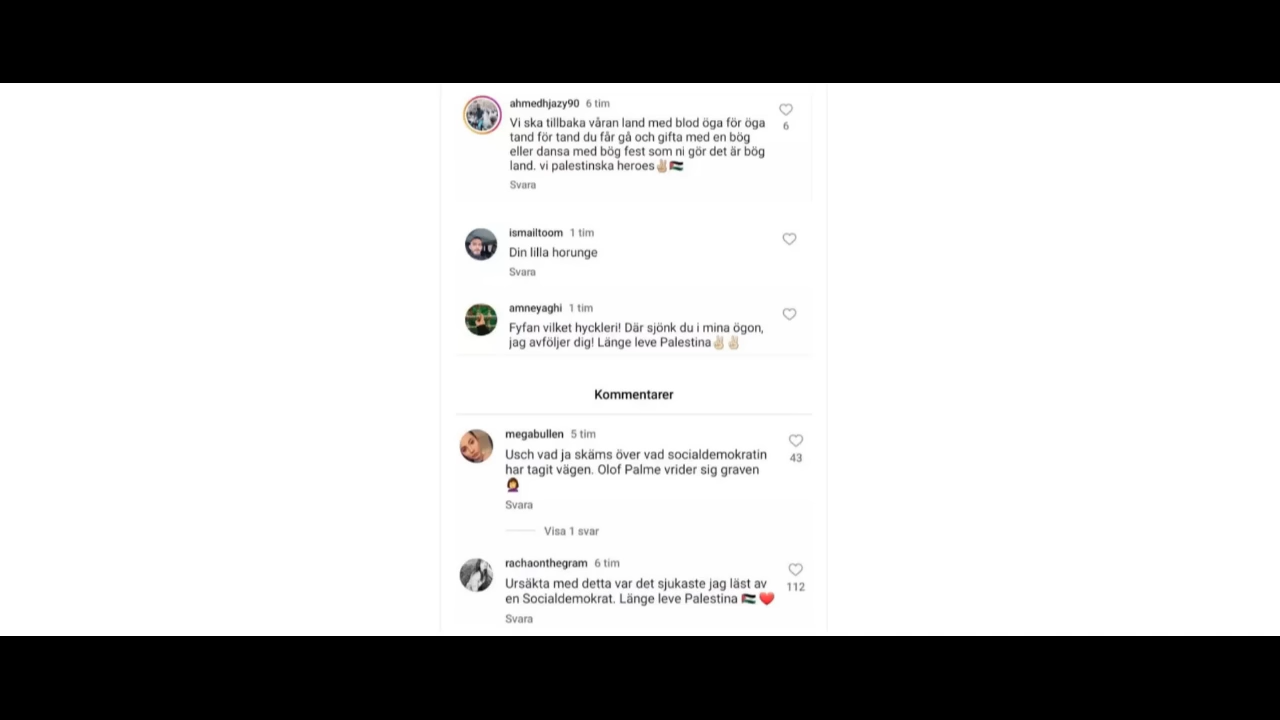 ahmedhjazy90 6 tim
Vi ska tillbaka våran land med blod öga för öga
tand för tand du får gå och gifta med en bög
eller dansa med bög fest som ni gör det är bög
land. vi palestinska heroes✌🏼🇵🇸
6
Svara
ismailtoom 1 tim
Din lilla horunge
Svara
amneyaghi 1 tim
Fyfan vilket hyckleri! Där sjönk du i mina ögon,
jag avföljer dig! Länge leve Palestina✌🏼✌🏼
Kommentarer
megabullen 5 tim
Usch vad ja skäms över vad socialdemokratin
har tagit vägen. Olof Palme vrider sig graven
🤦‍♀️
43
Svara
Visa 1 svar
rachaonthegram 6 tim
Ursäkta med detta var det sjukaste jag läst av
en Socialdemokrat. Länge leve Palestina 🇵🇸 ❤️
112
Svara